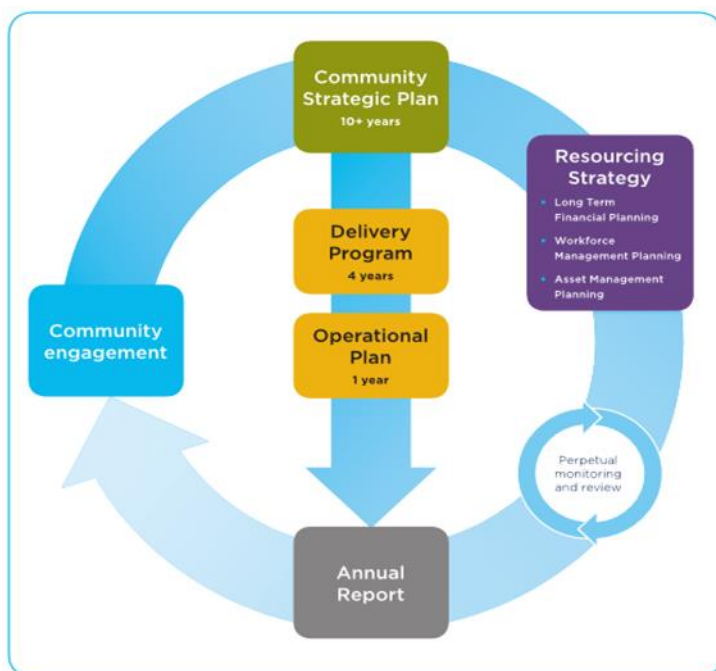 Community
Strategic Plan
10+ years
Resourcing
Strategy
• Long Term
Financial Planning
• Workforce
Management Planning
• Asset Management
Planning
Delivery
Program
4 years
Community
engagement
Operational
Plan
1 year
Perpetual
monitoring
and review
Annual
Report